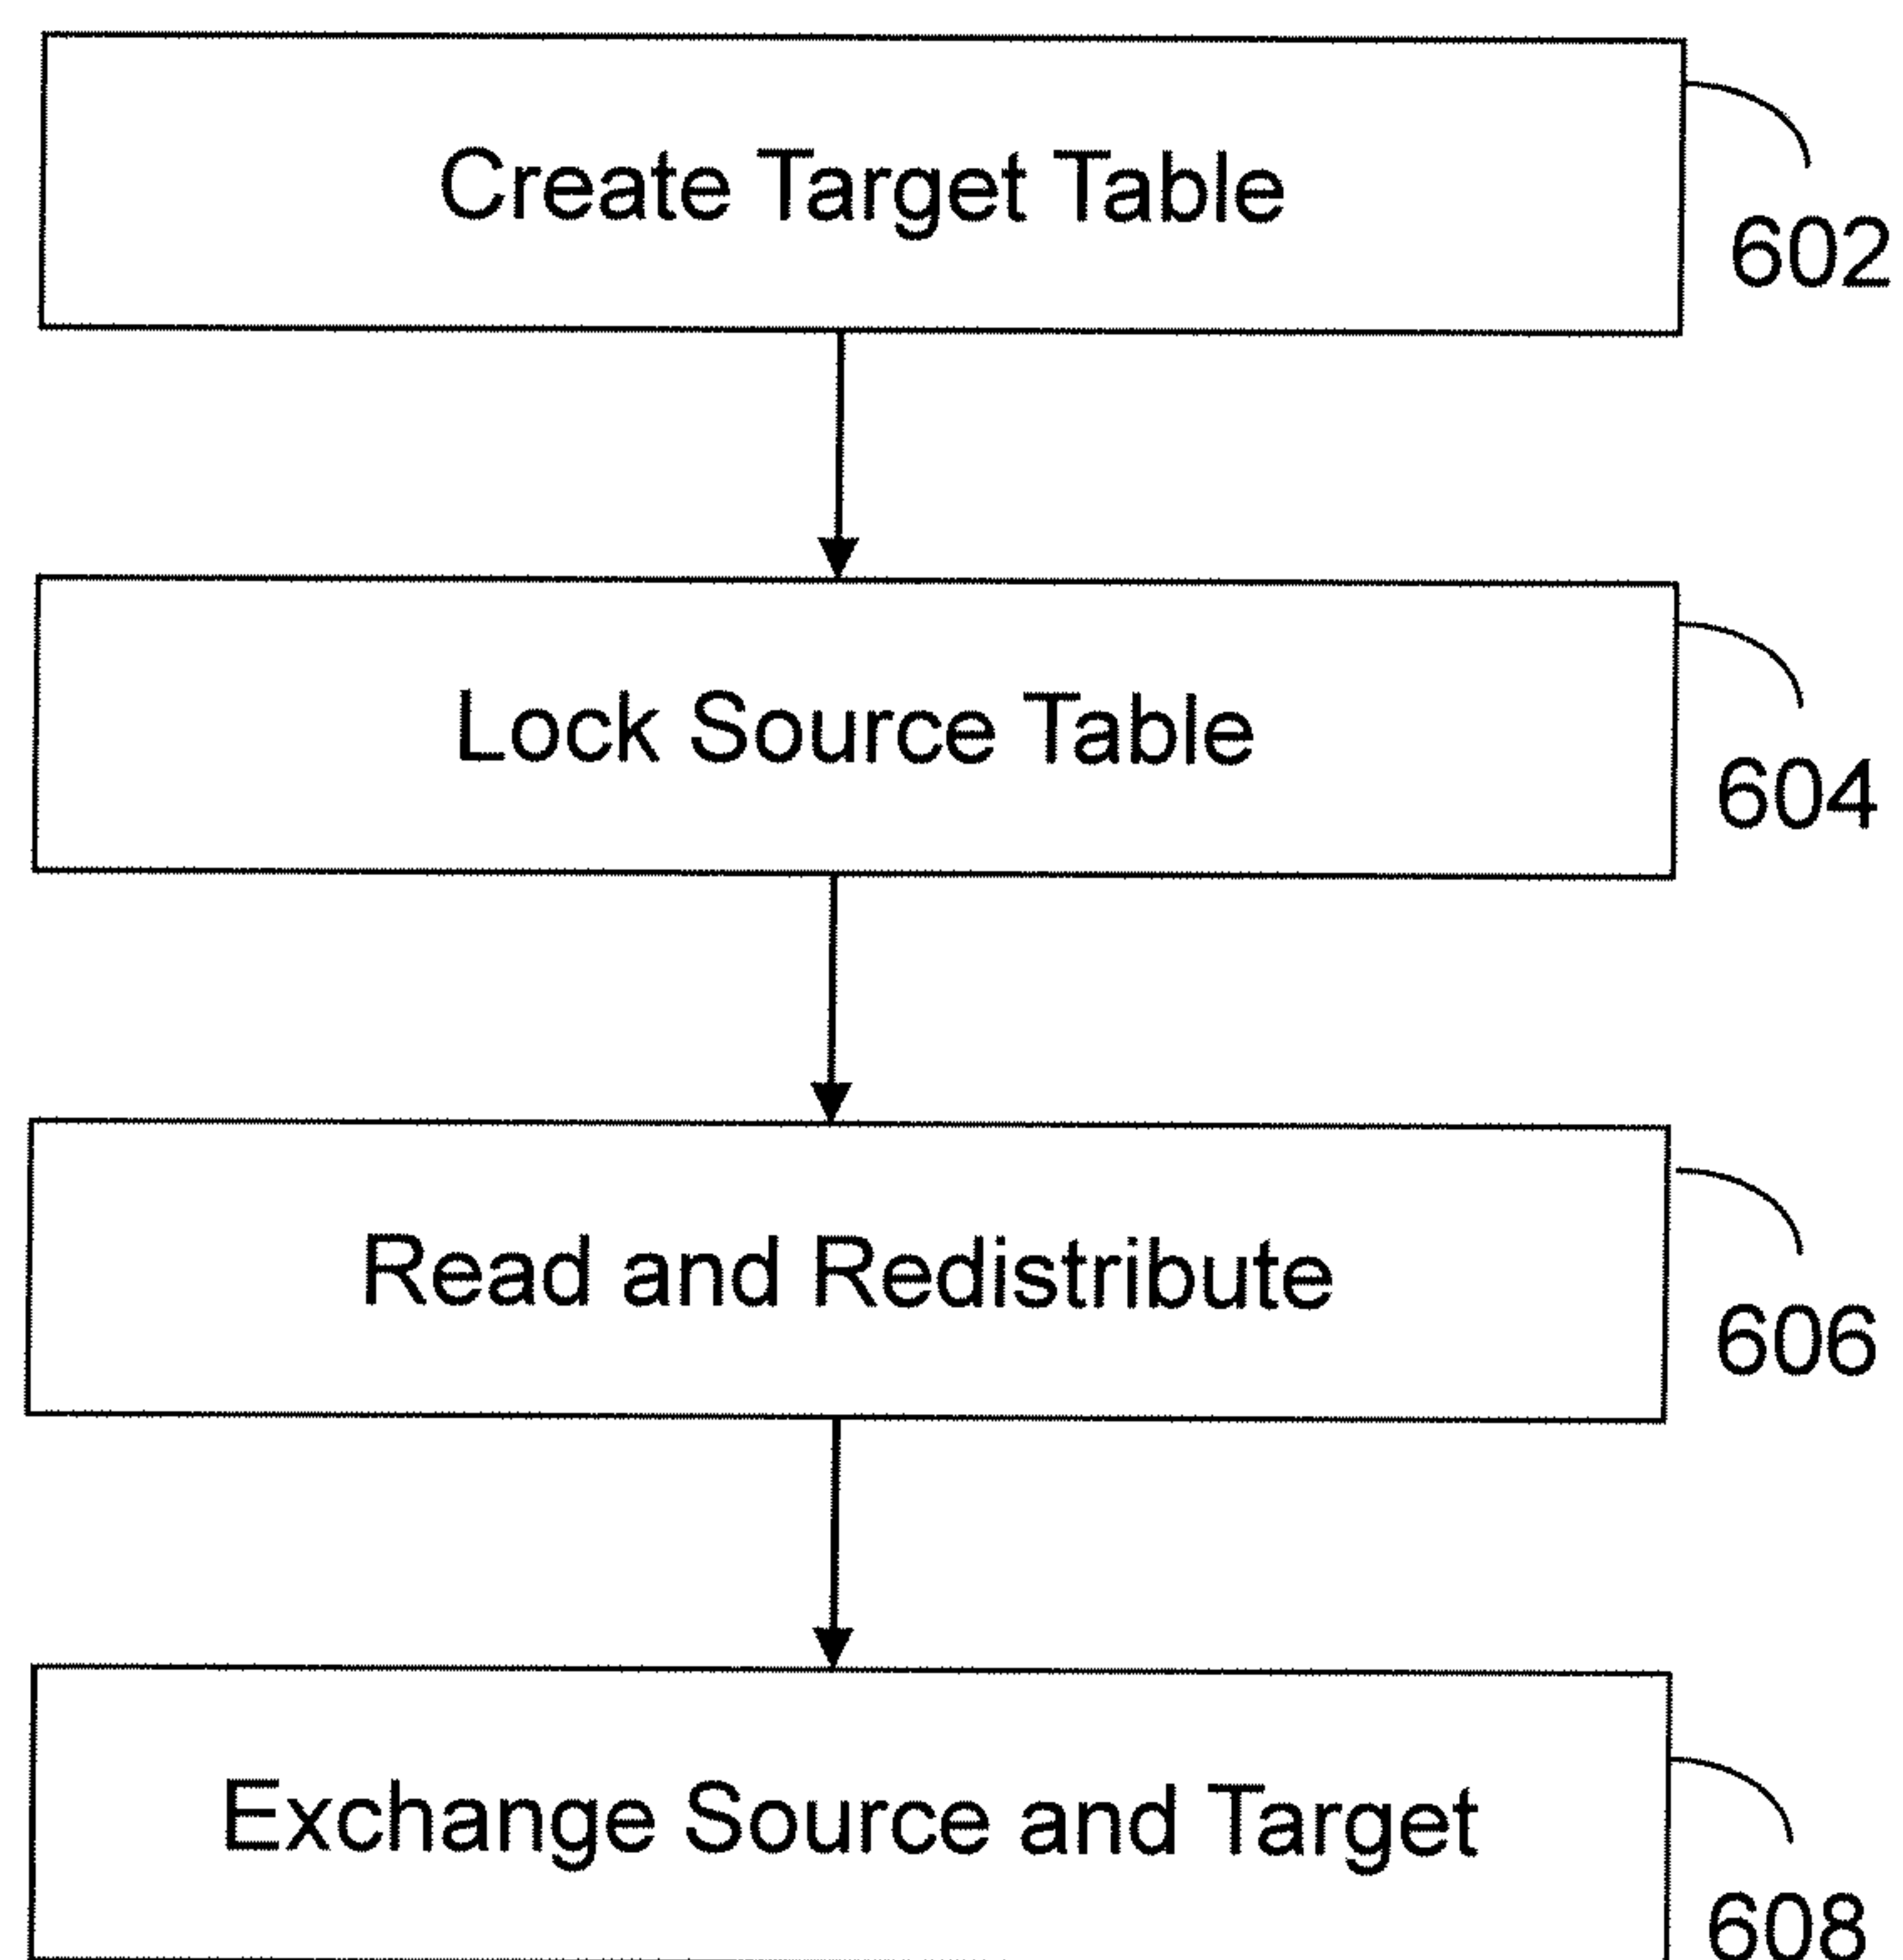 Create Target Table
602
Lock Source Table
604
Read and Redistribute
606
Exchange Source and Target
608